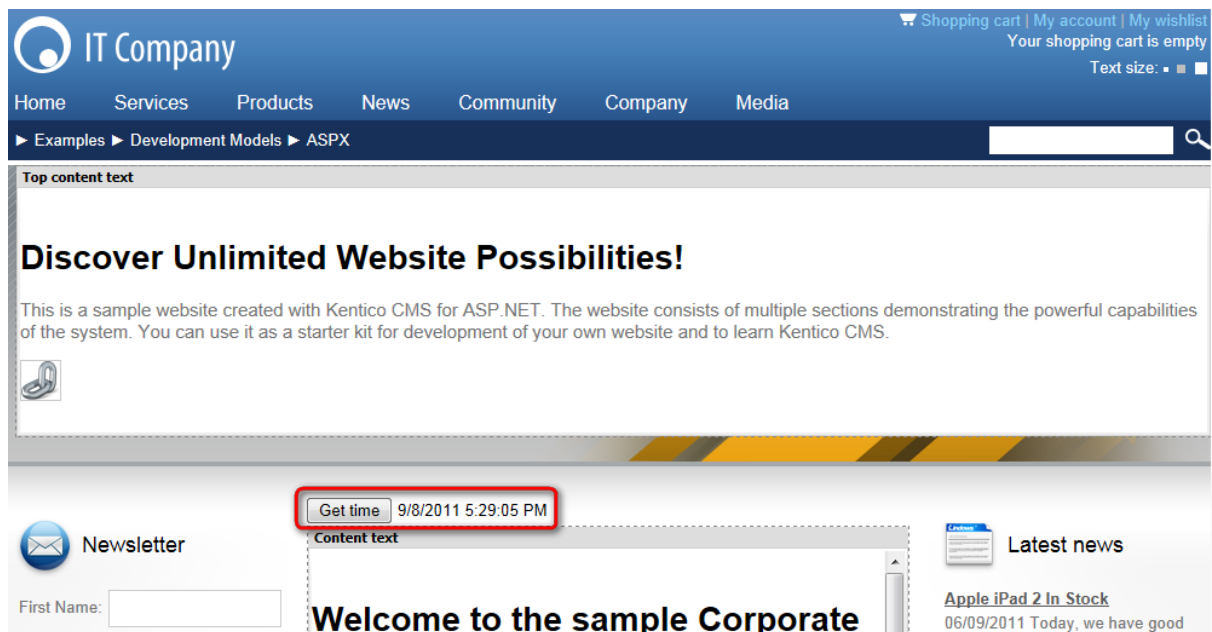 IT Company
Shopping cart | My account | My wishlist
Your shopping cart is empty
Text size:
Home Services Products News Community Company Media
► Examples ► Development Models ► ASPX
Top content text
Discover Unlimited Website Possibilities!
This is a sample website created with Kentico CMS for ASP.NET. The website consists of multiple sections demonstrating the powerful capabilities
of the system. You can use it as a starter kit for development of your own website and to learn Kentico CMS.
Get time 9/8/2011 5:29:05 PM
Newsletter
First Name:
Content text
Welcome to the sample Corporate
Latest news
Apple iPad 2 In Stock
06/09/2011 Today, we have good